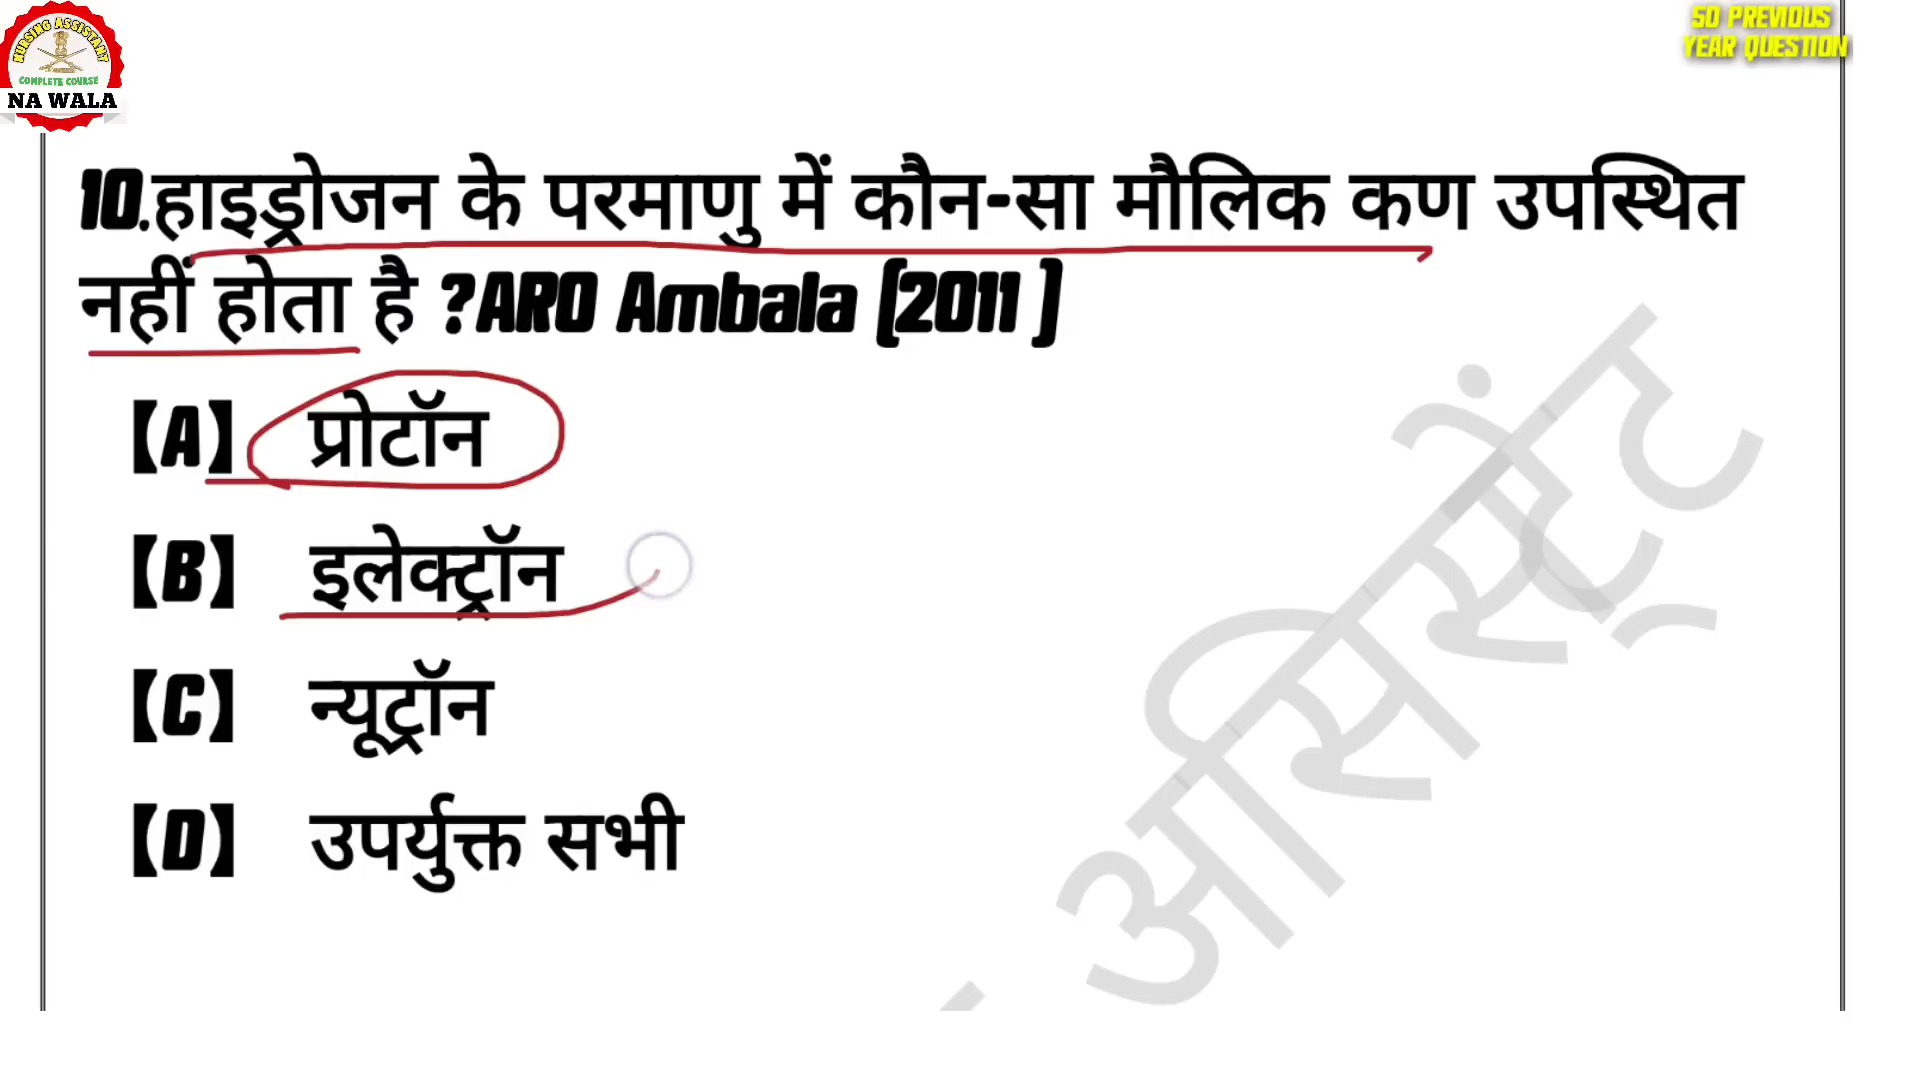 NURSING ASSISTANT
COMPLETE COURSE
NA WALA
50 PREVIOUS
YEAR QUESTION
10.हाइड्रोजन के परमाणु में कौन-सा मौलिक कण उपस्थित
नहीं होता है ?ARO Ambala (2011 )
【A】 प्रोटॉन
【B】 इलेक्ट्रॉन
【C】 न्यूट्रॉन
【D】 उपर्युक्त सभी
असिस्टेंट